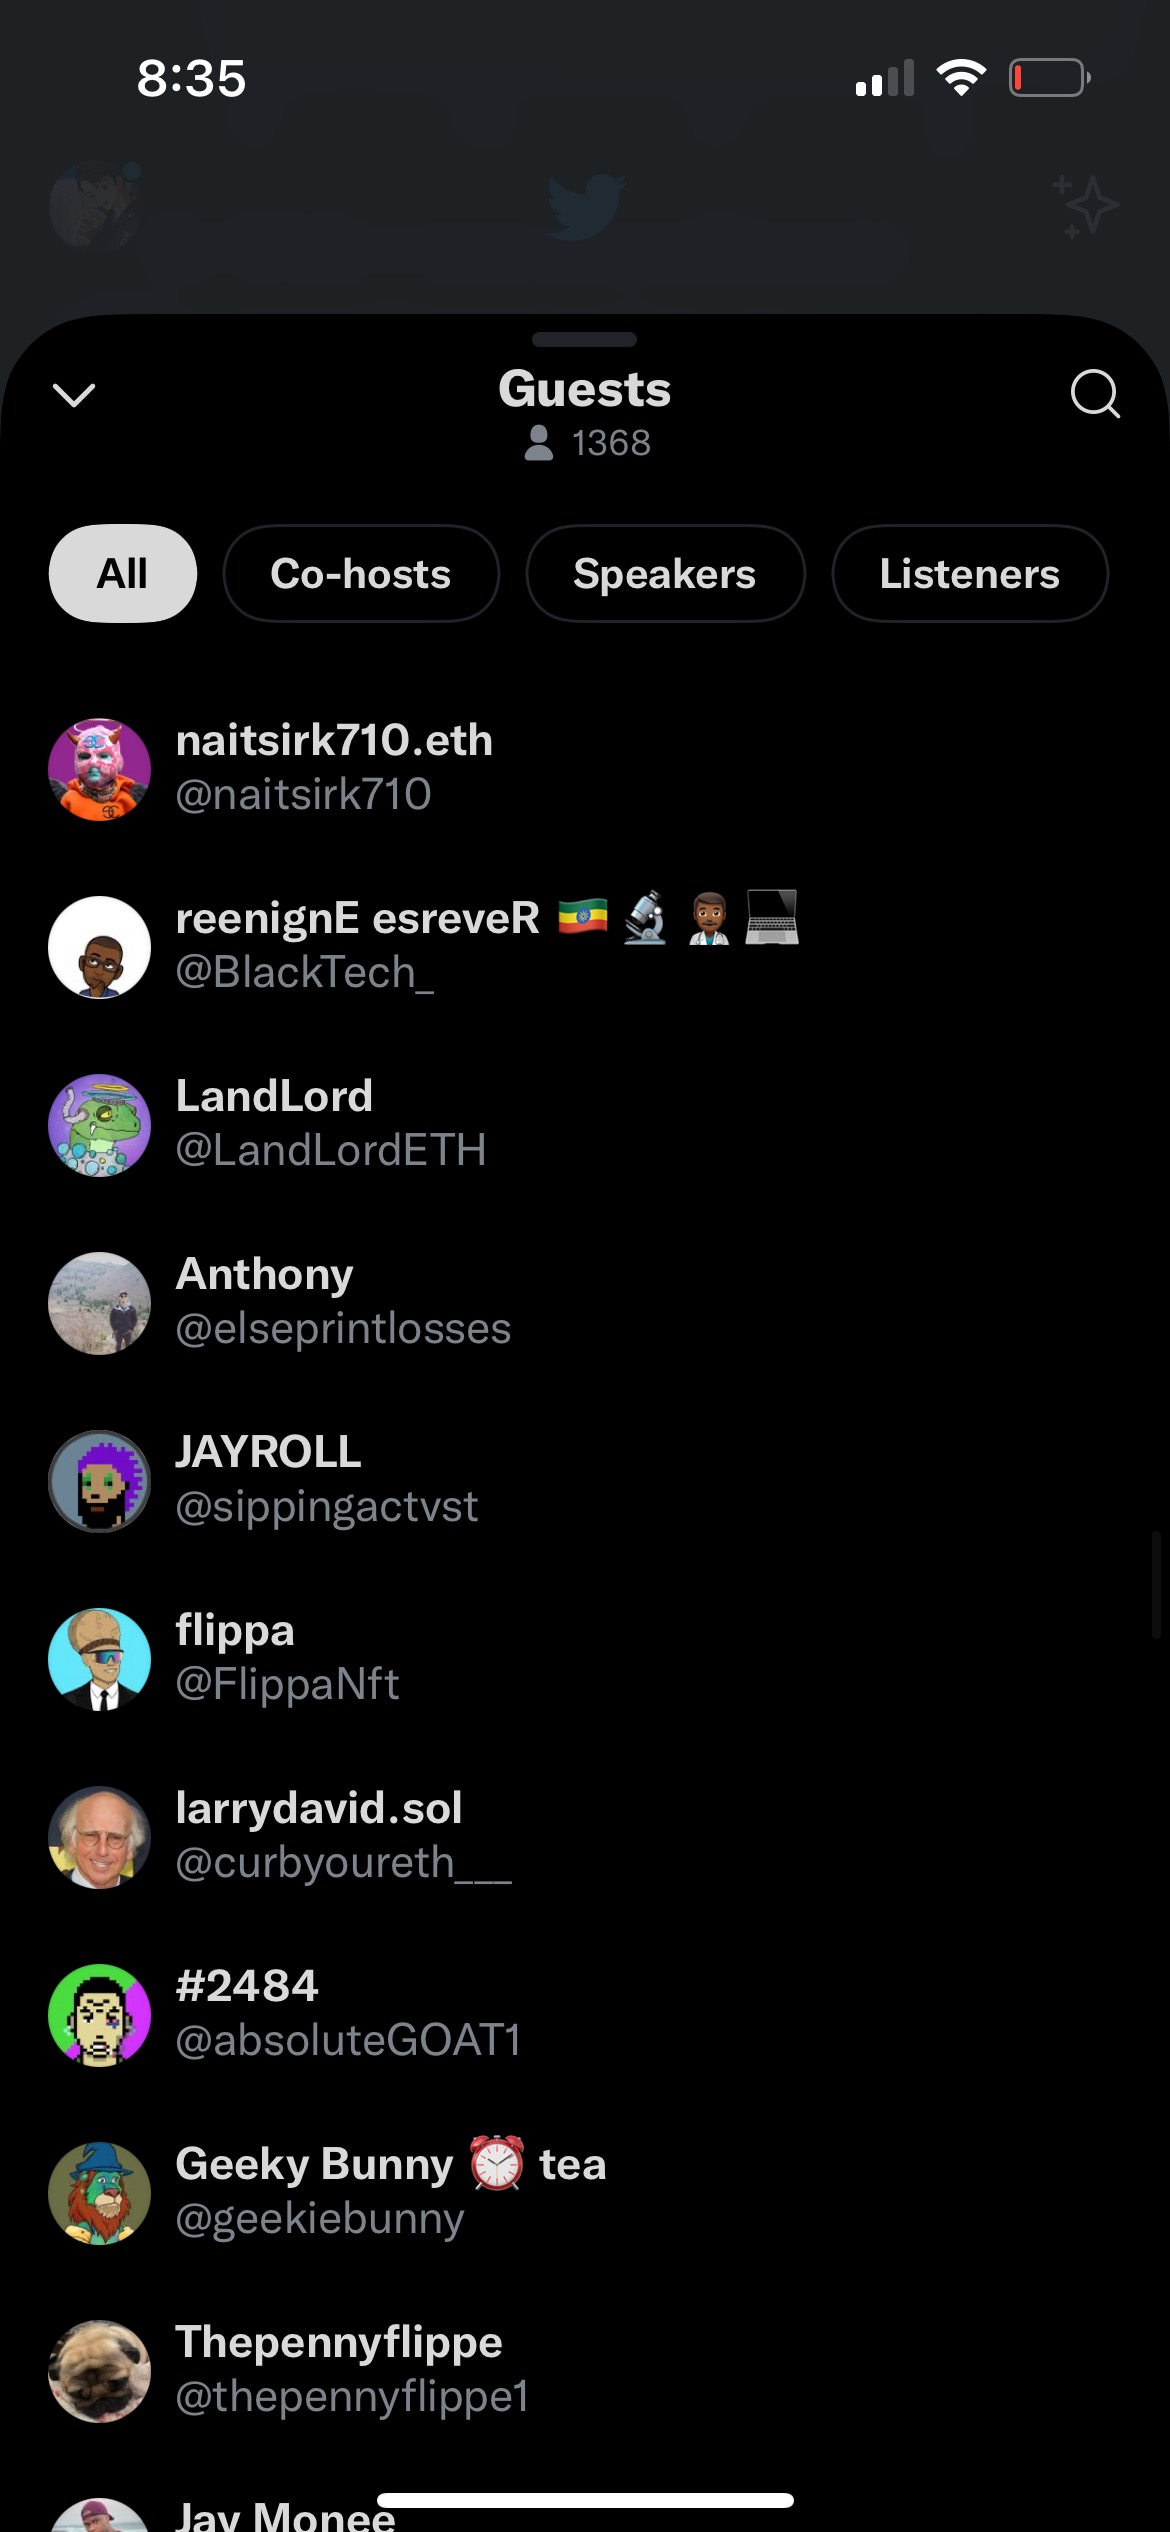 8:35
Guests
1368
All Co-hosts Speakers Listeners
naitsirk710.eth
@naitsirk710
reenignE esreveR 🇪🇹 🔬 👨🏾‍⚕️ 💻
@BlackTech_
LandLord
@LandLordETH
Anthony
@elseprintlosses
JAYROLL
@sippingactvst
flippa
@FlippaNft
larrydavid.sol
@curbyoureth___
#2484
@absoluteGOAT1
Geeky Bunny ⏰ tea
@geekiebunny
Thepennyflippe
@thepennyflippe1
Jay Monee